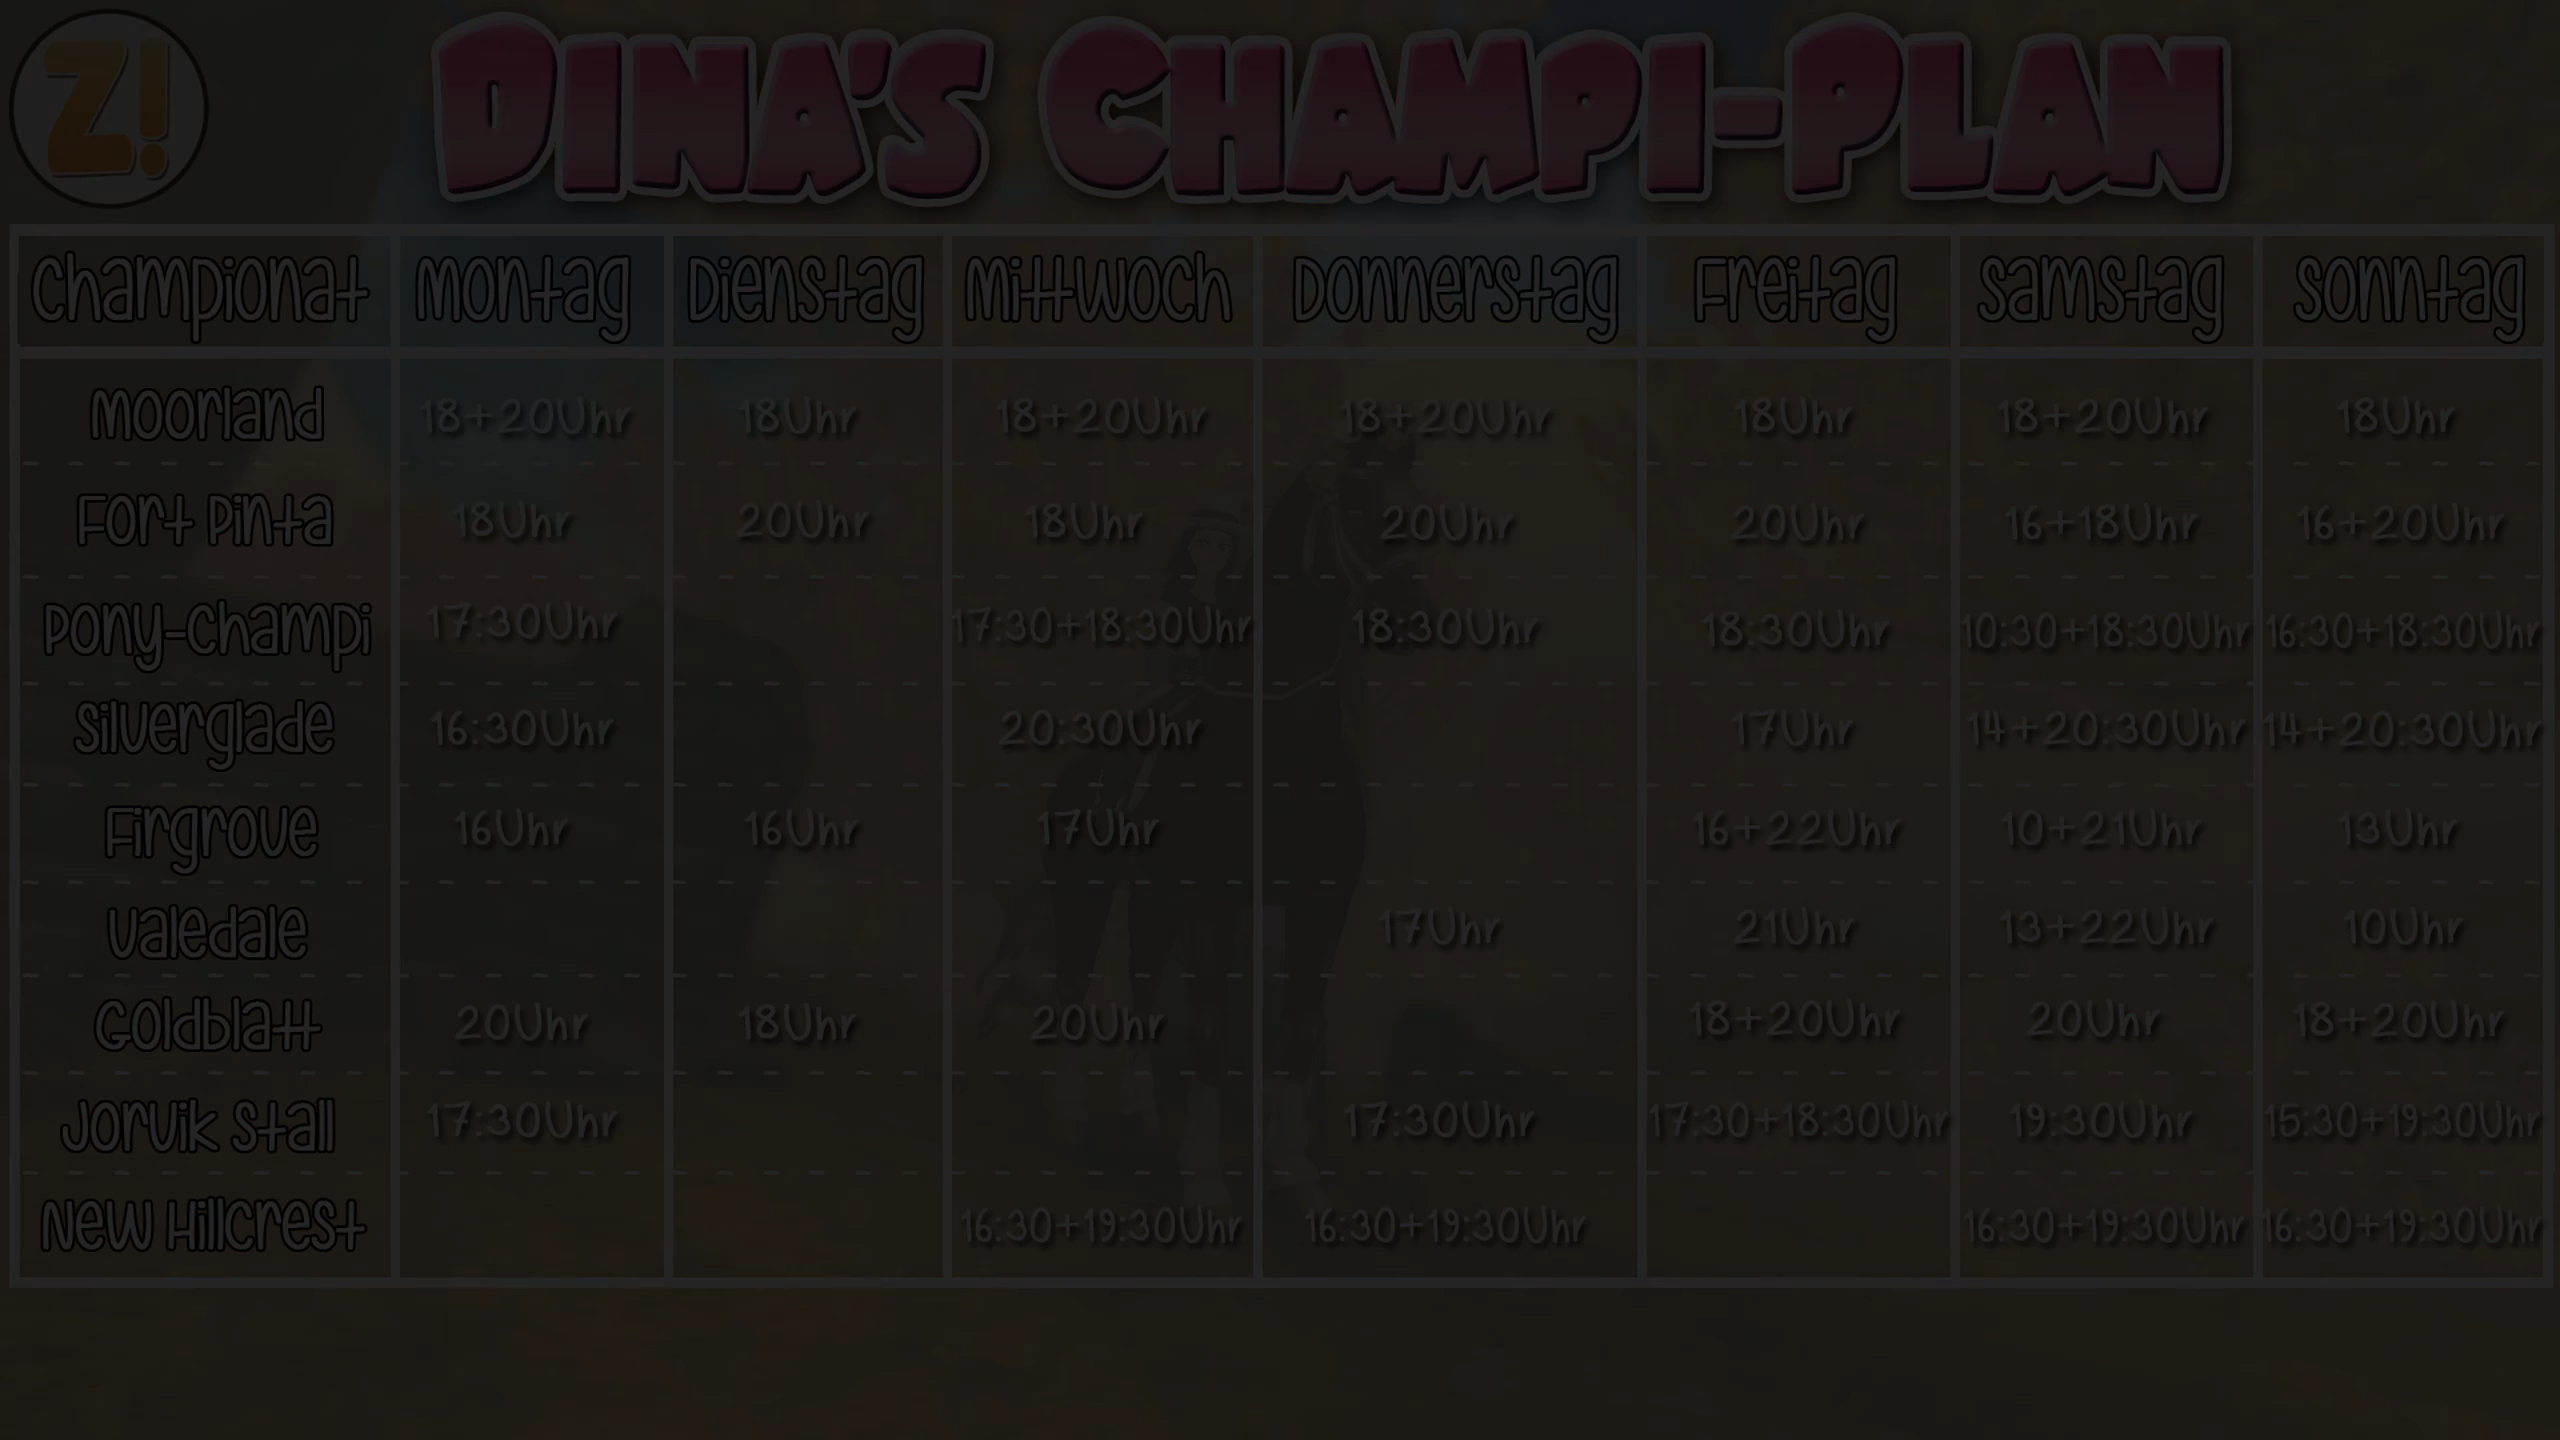 Z!
Dina's Champi-Plan
Championat Montag Dienstag Mittwoch Donnerstag Freitag Samstag Sonntag
Moorland 18+20Uhr 18Uhr 18+20Uhr 18+20Uhr 18Uhr 18+20Uhr 18Uhr
Fort Pinta 18Uhr 20Uhr 18Uhr 20Uhr 20Uhr 16+18Uhr 16+20Uhr
Pony-Champi 17:30Uhr 17:30+18:30Uhr 18:30Uhr 18:30Uhr 10:30+18:30Uhr 16:30+18:30Uhr
Silverglade 16:30Uhr 20:30Uhr 17Uhr 14+20:30Uhr 14+20:30Uhr
Firgrove 16Uhr 16Uhr 17Uhr 16+22Uhr 10+21Uhr 13Uhr
Valedale 17Uhr 21Uhr 13+22Uhr 10Uhr
Goldblatt 20Uhr 18Uhr 20Uhr 18+20Uhr 20Uhr 18+20Uhr
Jorvik Stall 17:30Uhr 17:30Uhr 17:30+18:30Uhr 19:30Uhr 15:30+19:30Uhr
New Hillcrest 16:30+19:30Uhr 16:30+19:30Uhr 16:30+19:30Uhr 16:30+19:30Uhr